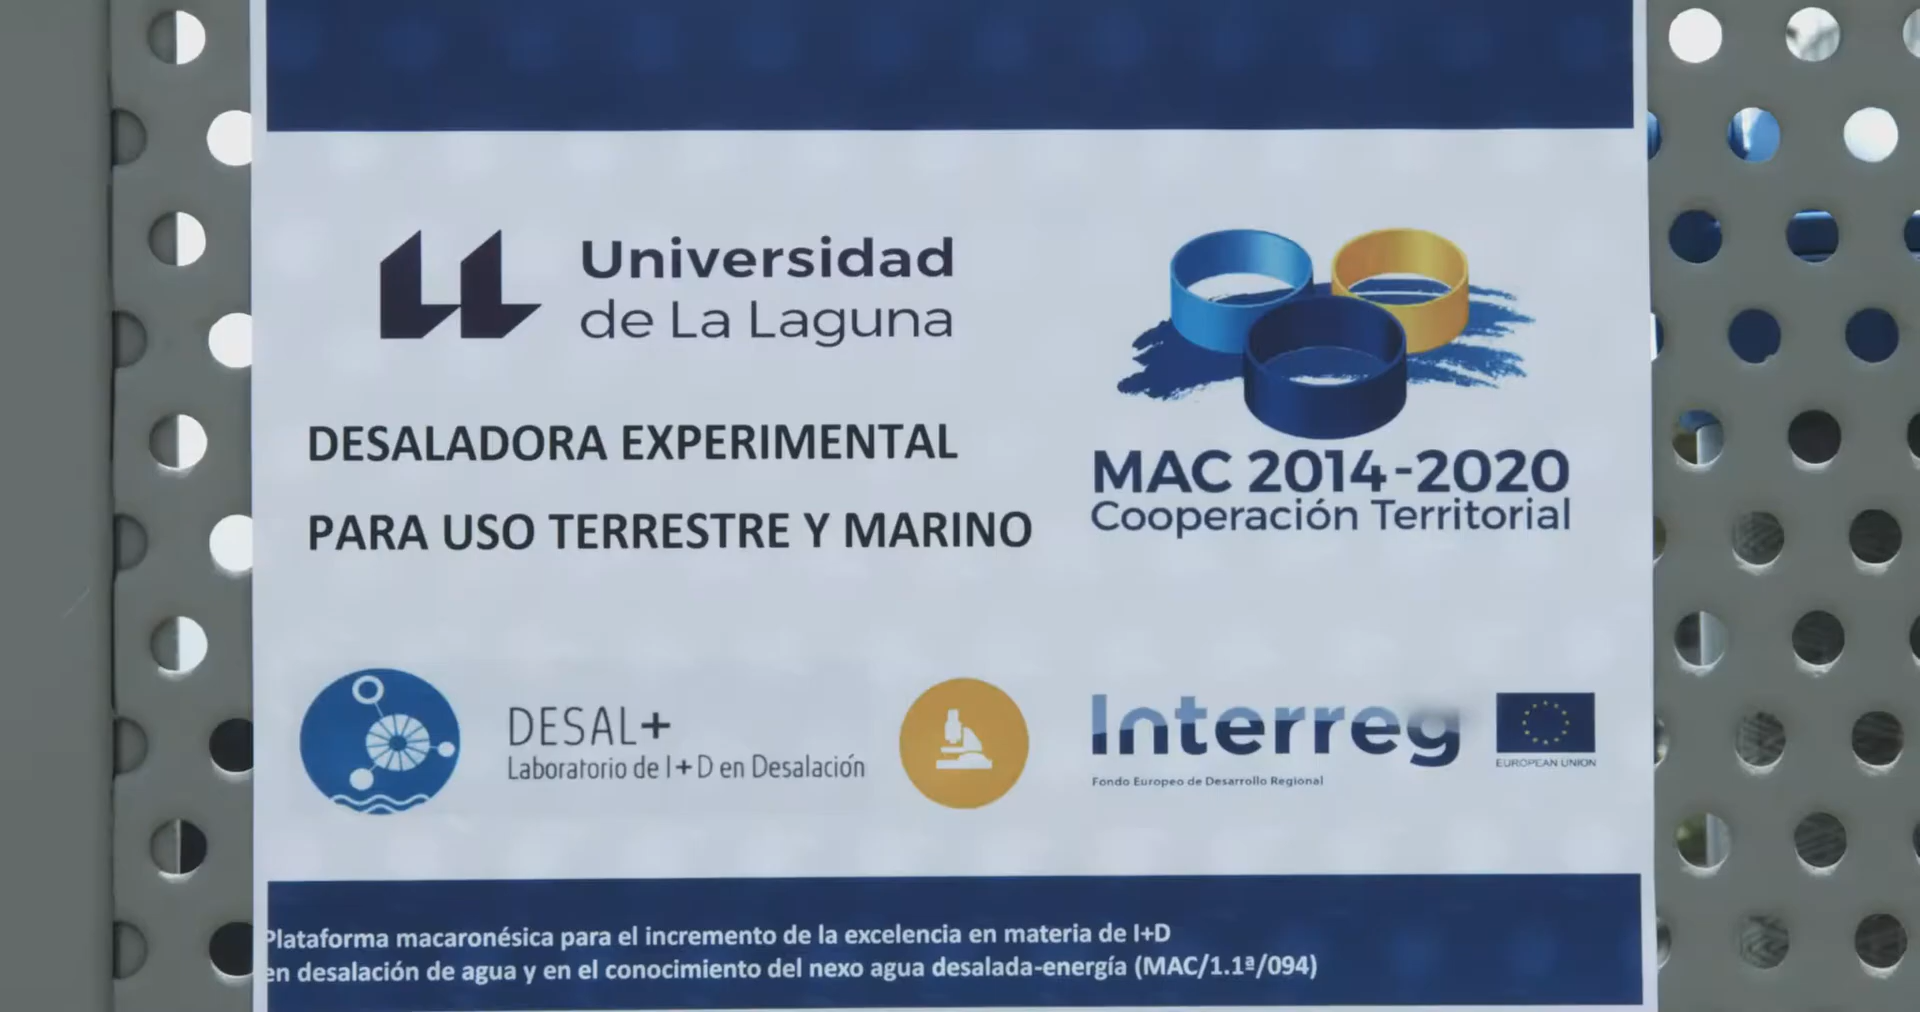 Universidad
de La Laguna
DESALADORA EXPERIMENTAL
PARA USO TERRESTRE Y MARINO
MAC 2014-2020
Cooperación Territorial
DESAL+
Laboratorio de I+D en Desalación
Interreg
Fondo Europeo de Desarrollo Regional
EUROPEAN UNION
Plataforma macaronésica para el incremento de la excelencia en materia de I+D
en desalación de agua y en el conocimiento del nexo agua desalada-energía (MAC/1.1ª/094)